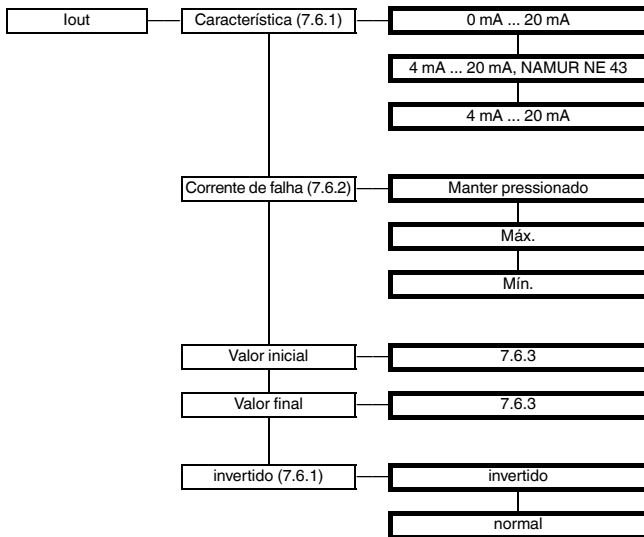 Iout
Característica (7.6.1)
0 mA ... 20 mA
4 mA ... 20 mA, NAMUR NE 43
4 mA ... 20 mA
Corrente de falha (7.6.2)
Manter pressionado
Máx.
Mín.
Valor inicial
7.6.3
Valor final
7.6.3
invertido (7.6.1)
invertido
normal